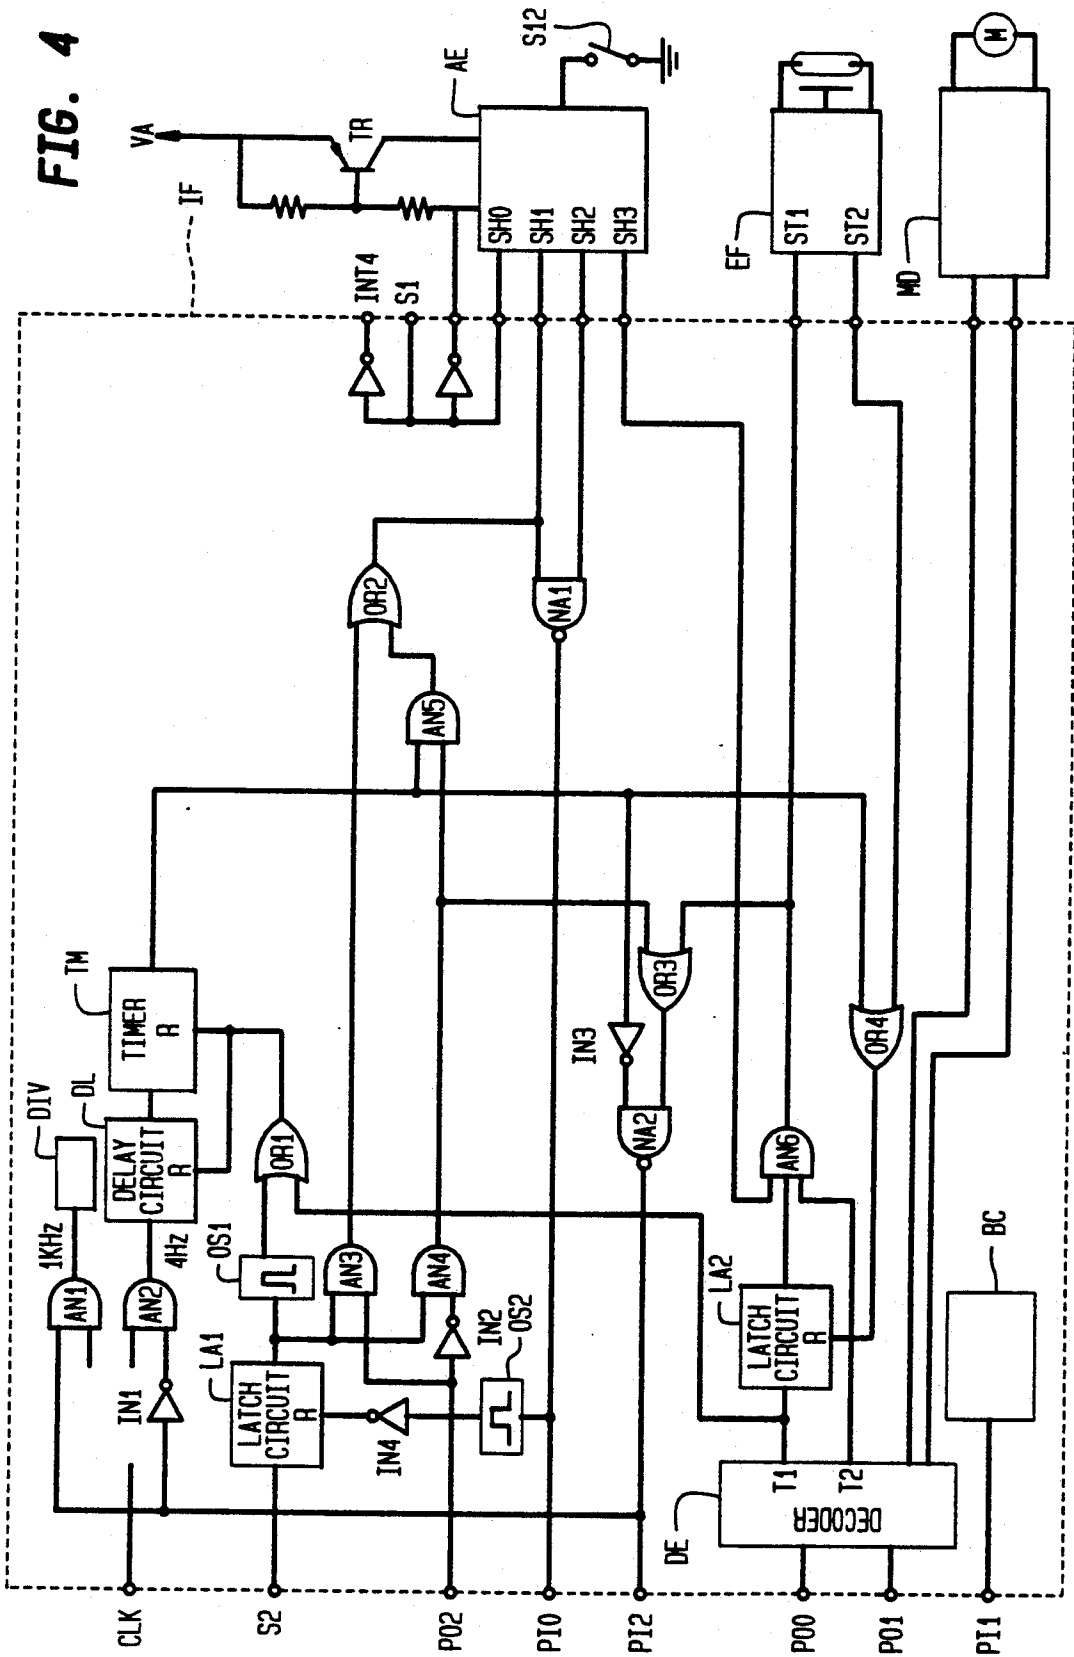 FIG. 4
IF
VA
TR
AE
S12
INT4
S1
SH0
SH1
SH2
SH3
EF
ST1
ST2
MD
M
TM
TIMER
R
DIV
DL
DELAY
CIRCUIT
R
1KHz
4Hz
AN1
AN2
IN1
OR1
OS1
LA1
LATCH
CIRCUIT
R
AN3
AN4
IN2
OS2
IN4
OR2
AN5
NA1
IN3
OR3
NA2
AN6
OR4
LA2
LATCH
CIRCUIT
R
BC
DE
DECODER
T1
T2
CLK
S2
PO2
PI0
PI2
PO0
PO1
PI1